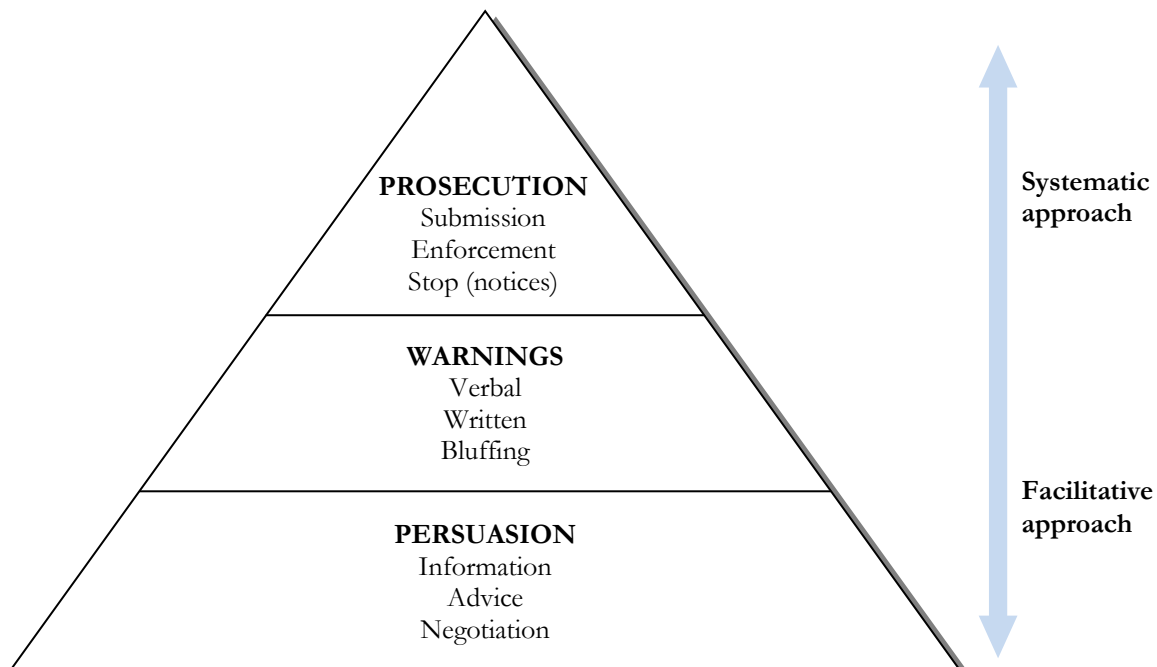 PROSECUTION
Submission
Enforcement
Stop (notices)
Systematic
approach
WARNINGS
Verbal
Written
Bluffing
PERSUASION
Information
Advice
Negotiation
Facilitative
approach